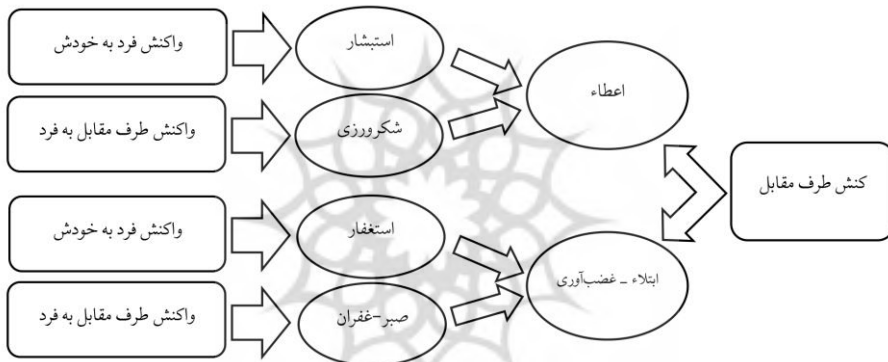 کنش طرف مقابل
اعطاء
استبشار
واکنش فرد به خودش
شکرورزی
واکنش طرف مقابل به فرد
ابتلاء – غضب‌آوری
استغفار
واکنش فرد به خودش
صبر-غفران
واکنش طرف مقابل به فرد